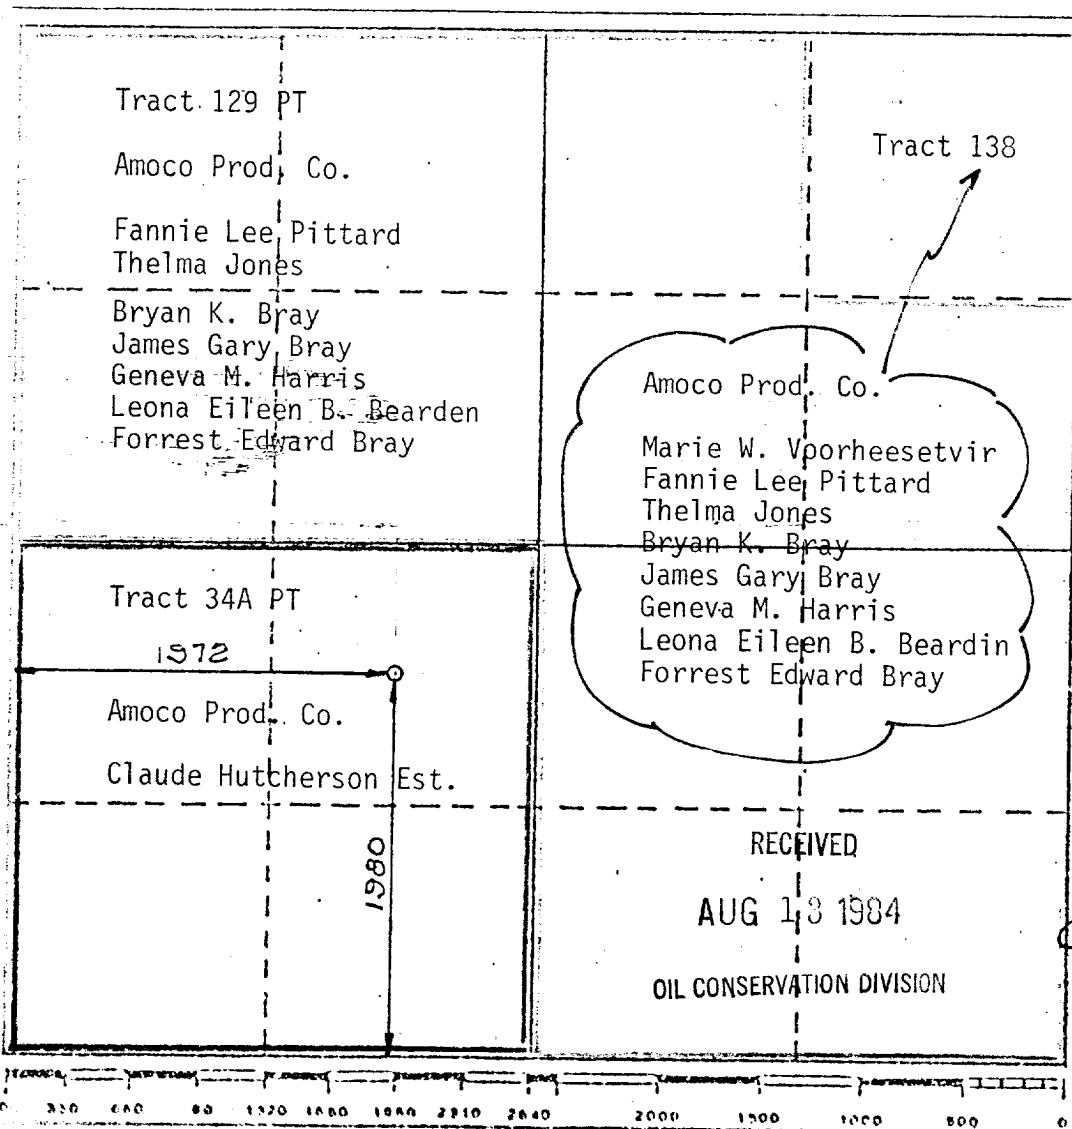 Tract 129 PT
Amoco Prod. Co.
Fannie Lee Pittard
Thelma Jones
Bryan K. Bray
James Gary Bray
Geneva M. Harris
Leona Eileen B. Bearden
Forrest Edward Bray
Tract 138
Amoco Prod. Co.
Marie W. Voorheesetvir
Fannie Lee Pittard
Thelma Jones
Bryan K. Bray
James Gary Bray
Geneva M. Harris
Leona Eileen B. Beardin
Forrest Edward Bray
Tract 34A PT
1972
Amoco Prod. Co.
Claude Hutcherson Est.
1980
RECEIVED
AUG 13 1984
OIL CONSERVATION DIVISION
0 330 660 90 1320 1650 1980 2310 2640 2000 1500 1000 500 0